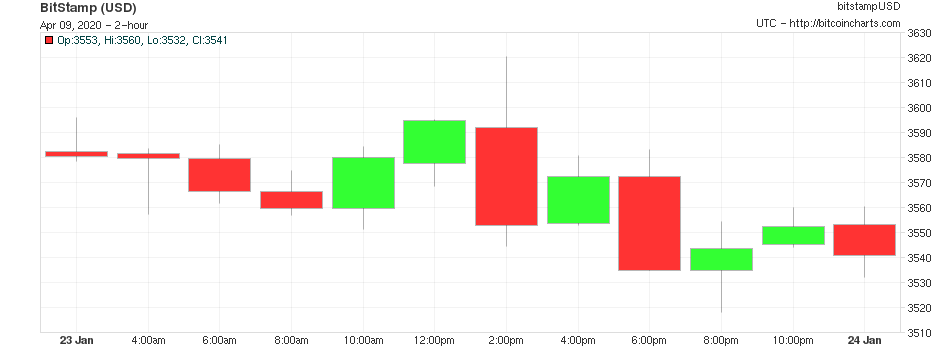 BitStamp (USD)
bitstampUSD
Apr 09, 2020 - 2-hour
UTC - http://bitcoincharts.com
Op:3553, Hi:3560, Lo:3532, Cl:3541
3630
3620
3610
3600
3590
3580
3570
3560
3550
3540
3530
3520
3510
23 Jan 4:00am 6:00am 8:00am 10:00am 12:00pm 2:00pm 4:00pm 6:00pm 8:00pm 10:00pm 24 Jan